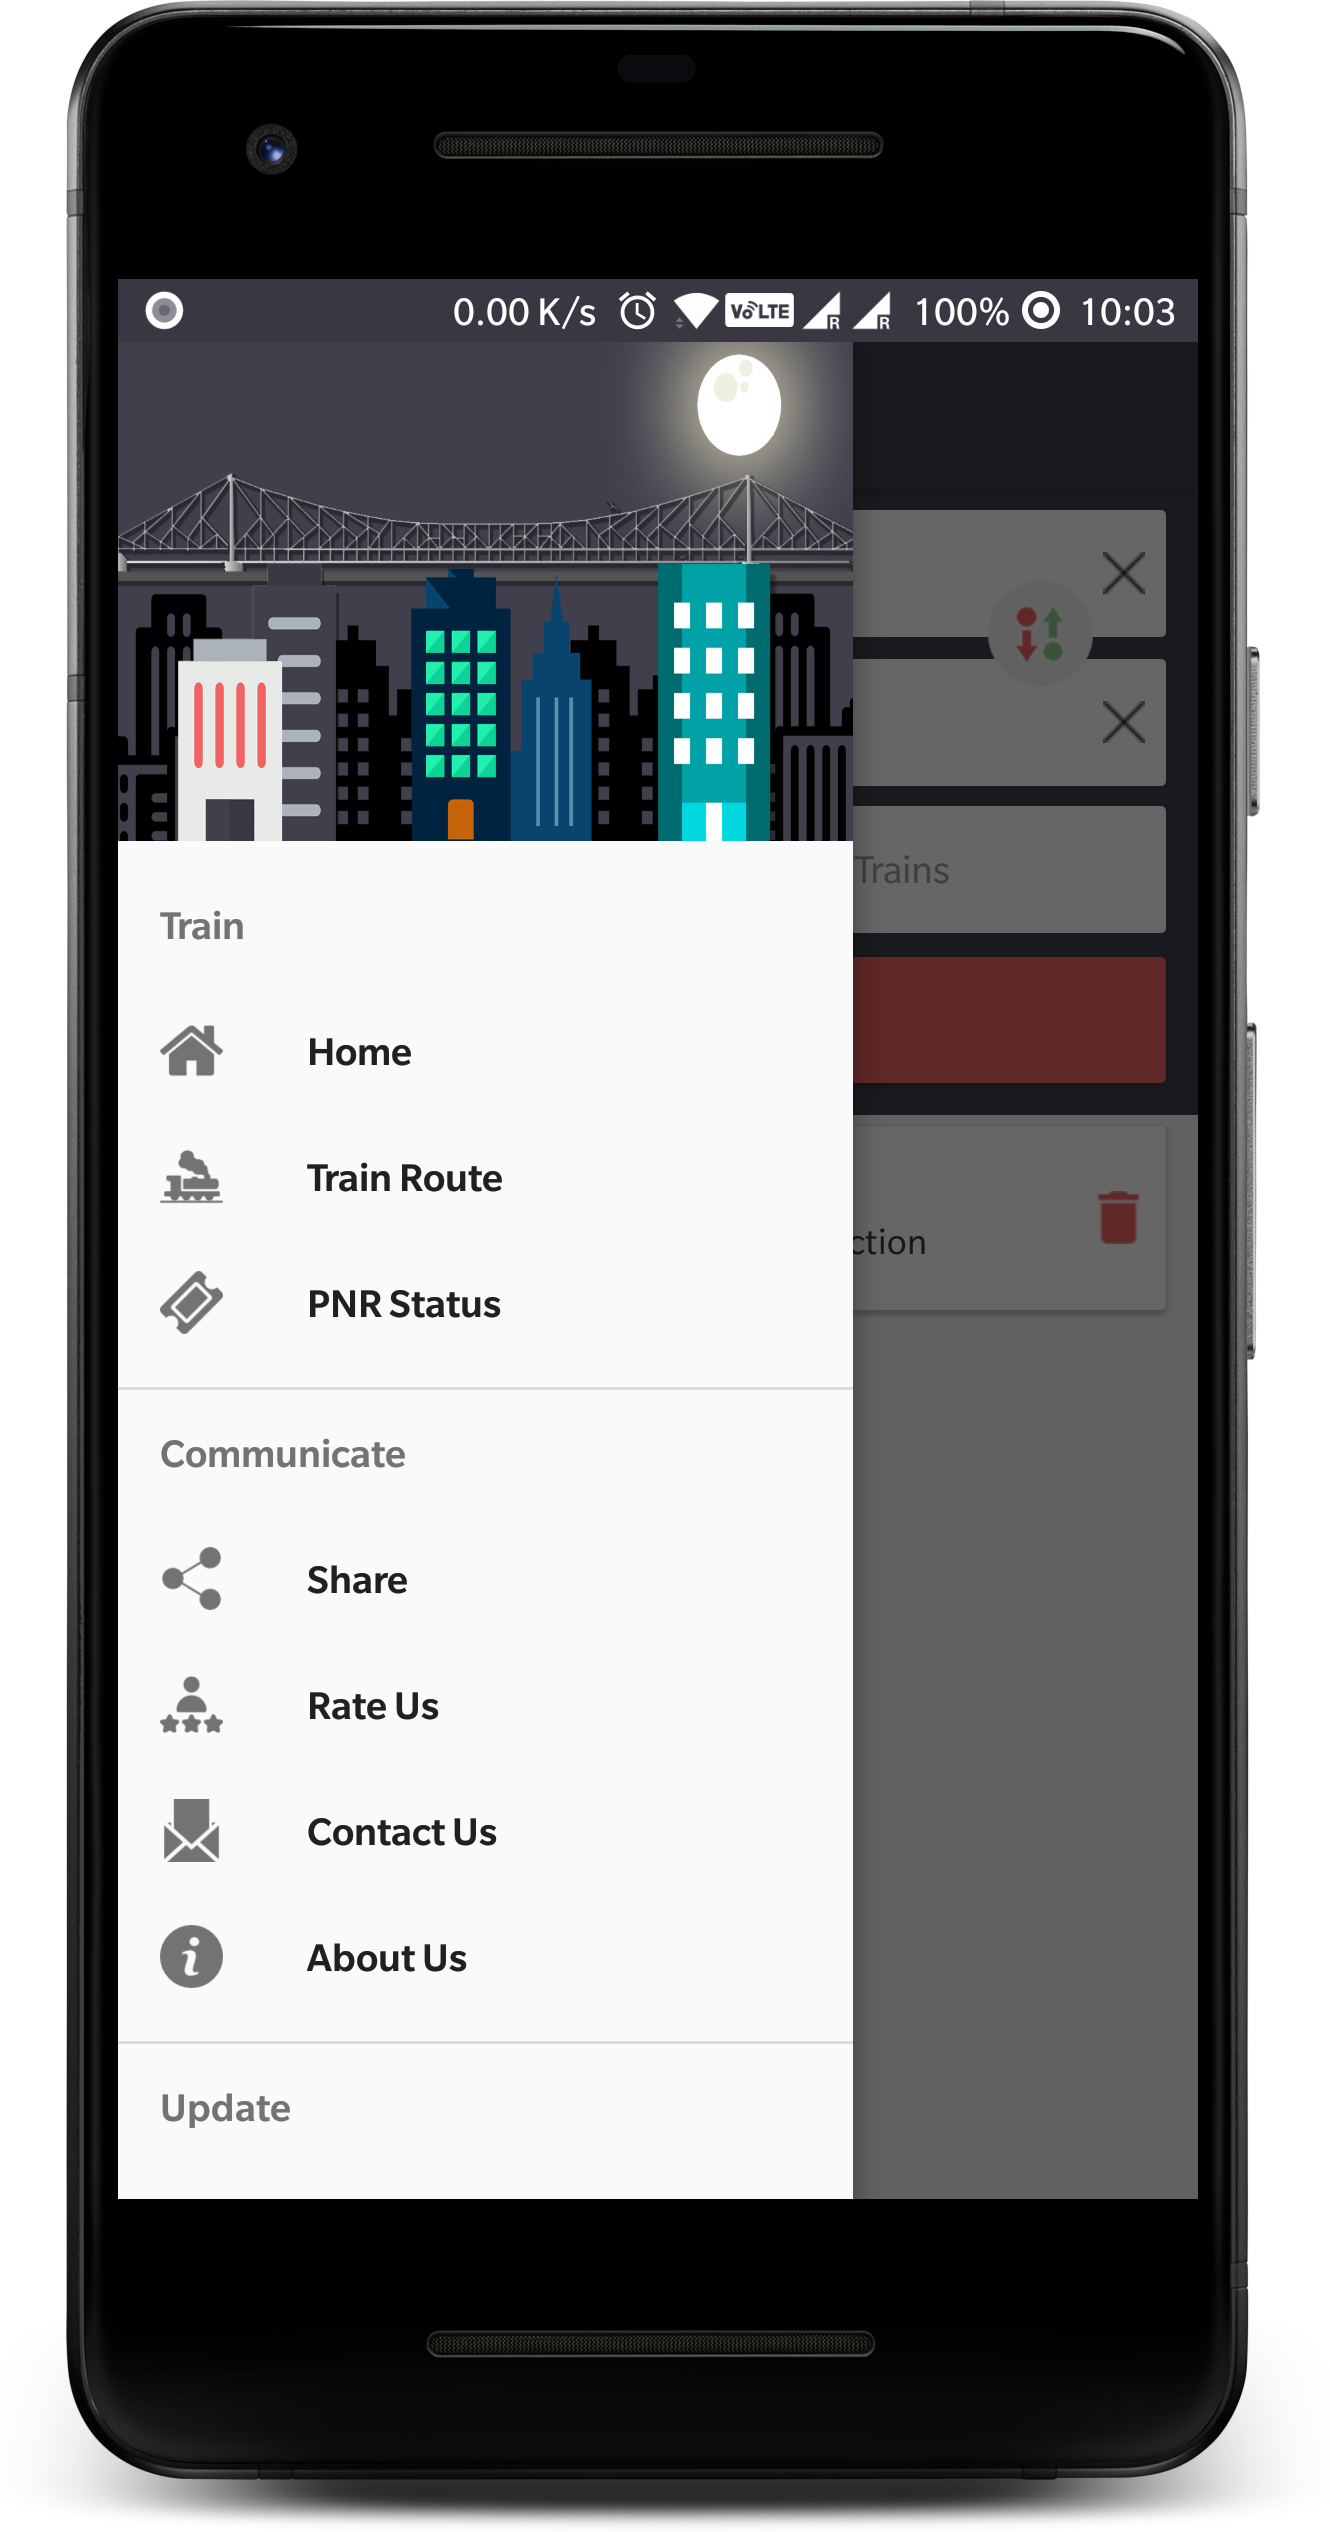 0.00 K/s VoLTE R R 100% 10:03
Trains
ction
Train
Home
Train Route
PNR Status
Communicate
Share
Rate Us
Contact Us
About Us
Update